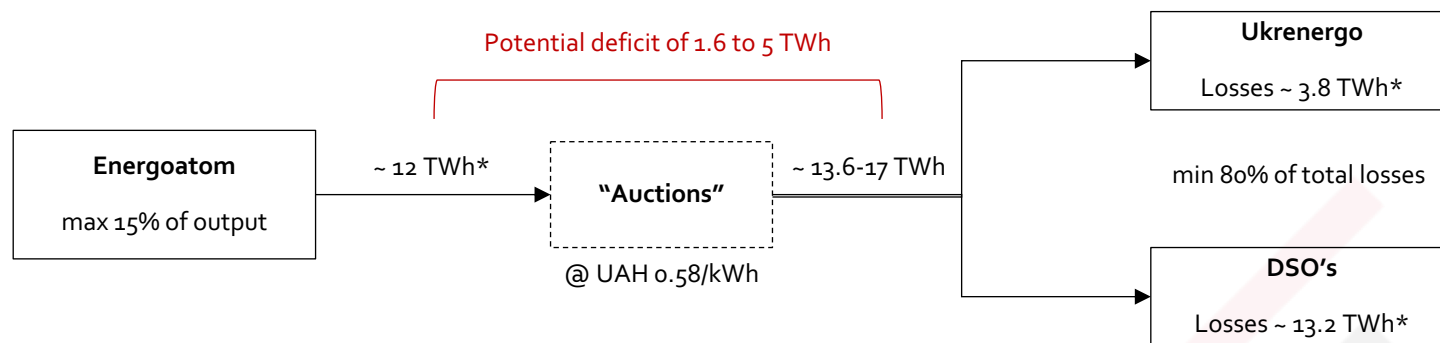 Potential deficit of 1.6 to 5 TWh
Energoatom
max 15% of output
~ 12 TWh*
“Auctions”
@ UAH 0.58/kWh
~ 13.6-17 TWh
Ukrenergo
Losses ~ 3.8 TWh*
min 80% of total losses
DSO's
Losses ~ 13.2 TWh*